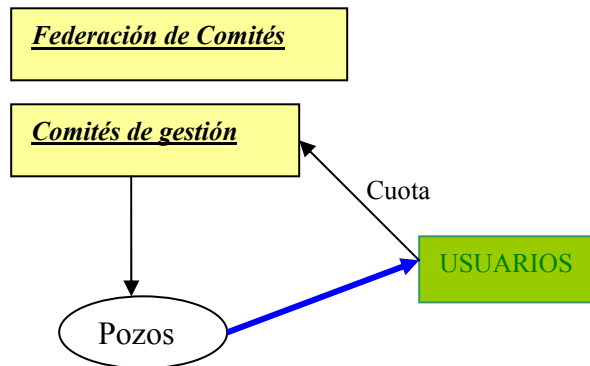 Federación de Comités
Comités de gestión
Cuota
USUARIOS
Pozos